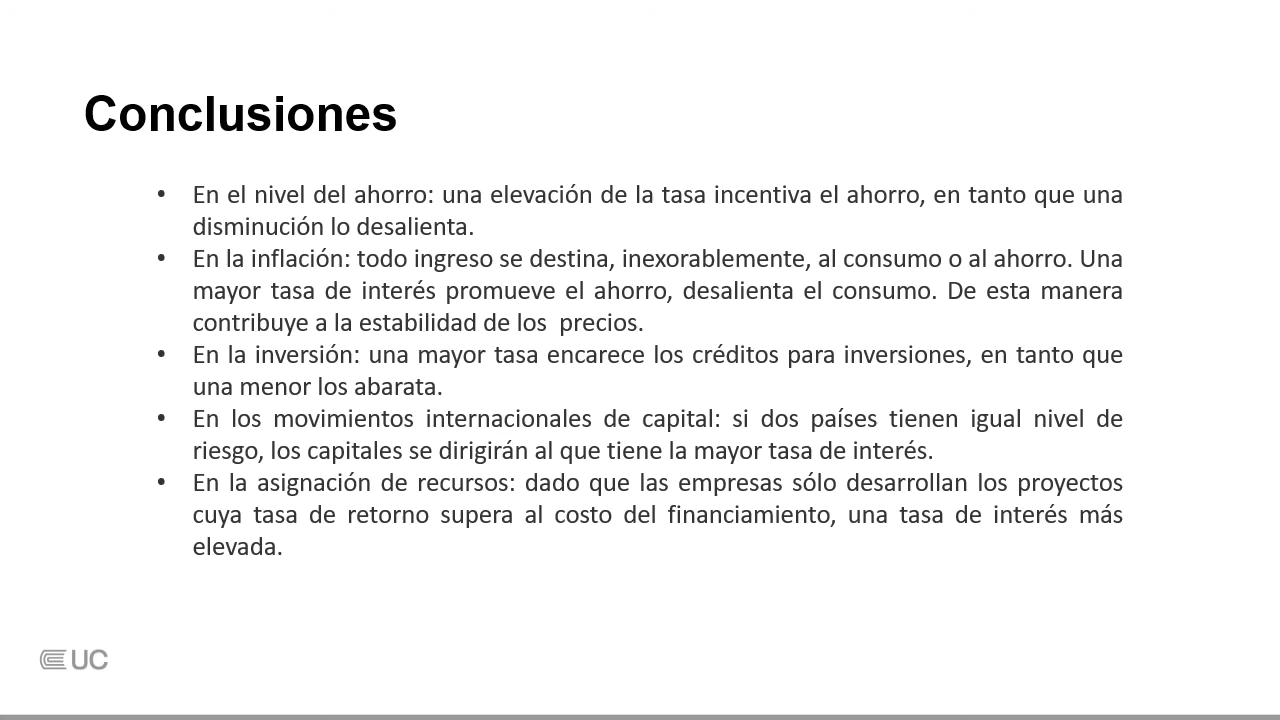 Conclusiones
• En el nivel del ahorro: una elevación de la tasa incentiva el ahorro, en tanto que una
disminución lo desalienta.
• En la inflación: todo ingreso se destina, inexorablemente, al consumo o al ahorro. Una
mayor tasa de interés promueve el ahorro, desalienta el consumo. De esta manera
contribuye a la estabilidad de los  precios.
• En la inversión: una mayor tasa encarece los créditos para inversiones, en tanto que
una menor los abarata.
• En los movimientos internacionales de capital: si dos países tienen igual nivel de
riesgo, los capitales se dirigirán al que tiene la mayor tasa de interés.
• En la asignación de recursos: dado que las empresas sólo desarrollan los proyectos
cuya tasa de retorno supera al costo del financiamiento, una tasa de interés más
elevada.
UC